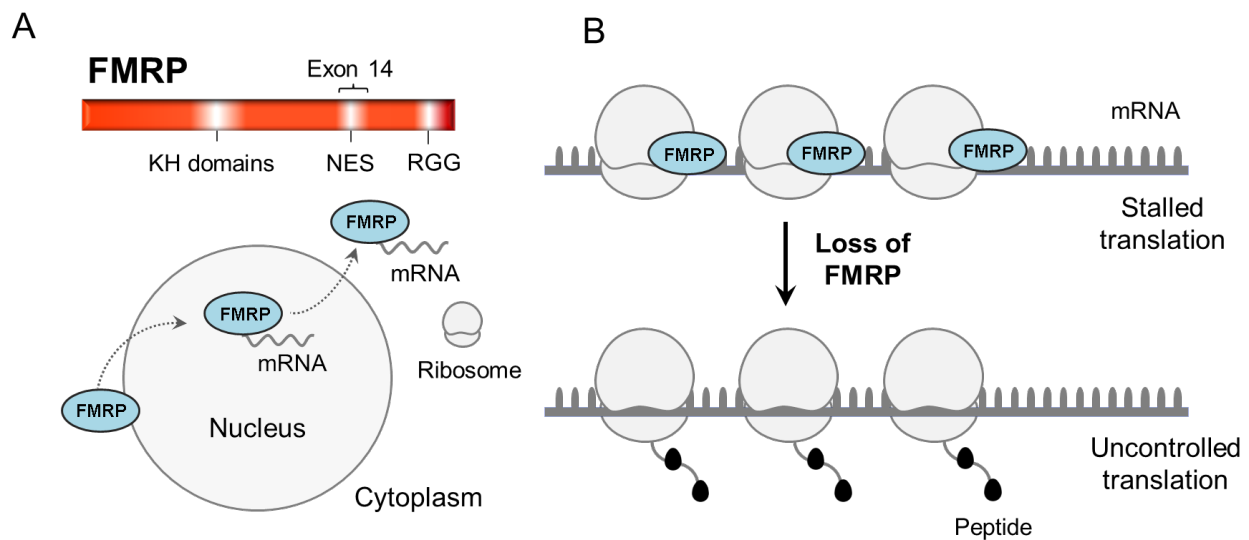 A
FMRP
Exon 14
KH domains
NES
RGG
FMRP
mRNA
FMRP
mRNA
Ribosome
FMRP
Nucleus
Cytoplasm
B
mRNA
FMRP
FMRP
FMRP
Stalled
translation
Loss of
FMRP
Uncontrolled
translation
Peptide